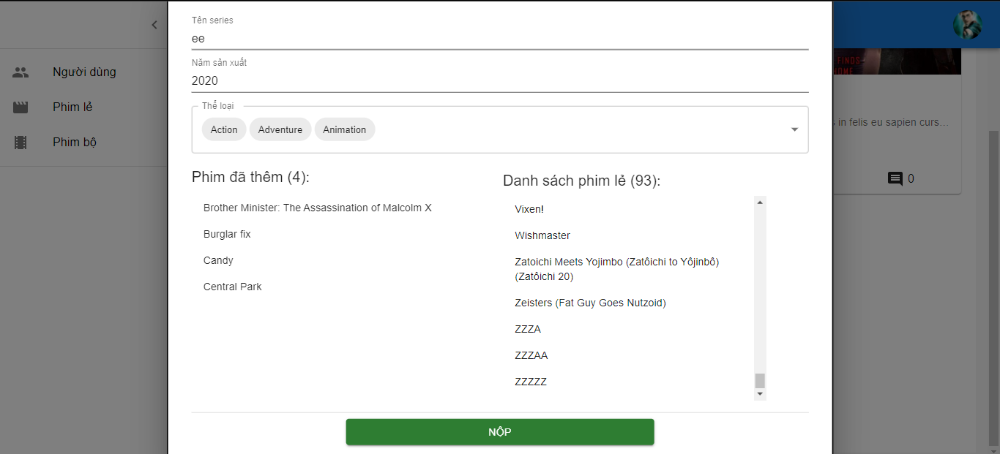 Người dùng
Phim lẻ
Phim bộ
Tên series
ee
Năm sản xuất
2020
Thể loại
Action
Adventure
Animation
Phim đã thêm (4):
Brother Minister: The Assassination of Malcolm X
Burglar fix
Candy
Central Park
Danh sách phim lẻ (93):
Vixen!
Wishmaster
Zatoichi Meets Yojimbo (Zatôichi to Yôjinbô)
(Zatôichi 20)
Zeisters (Fat Guy Goes Nutzoid)
ZZZA
ZZZAA
ZZZZZ
NỘP
FINDS
HOME
in felis eu sapien curs...
0